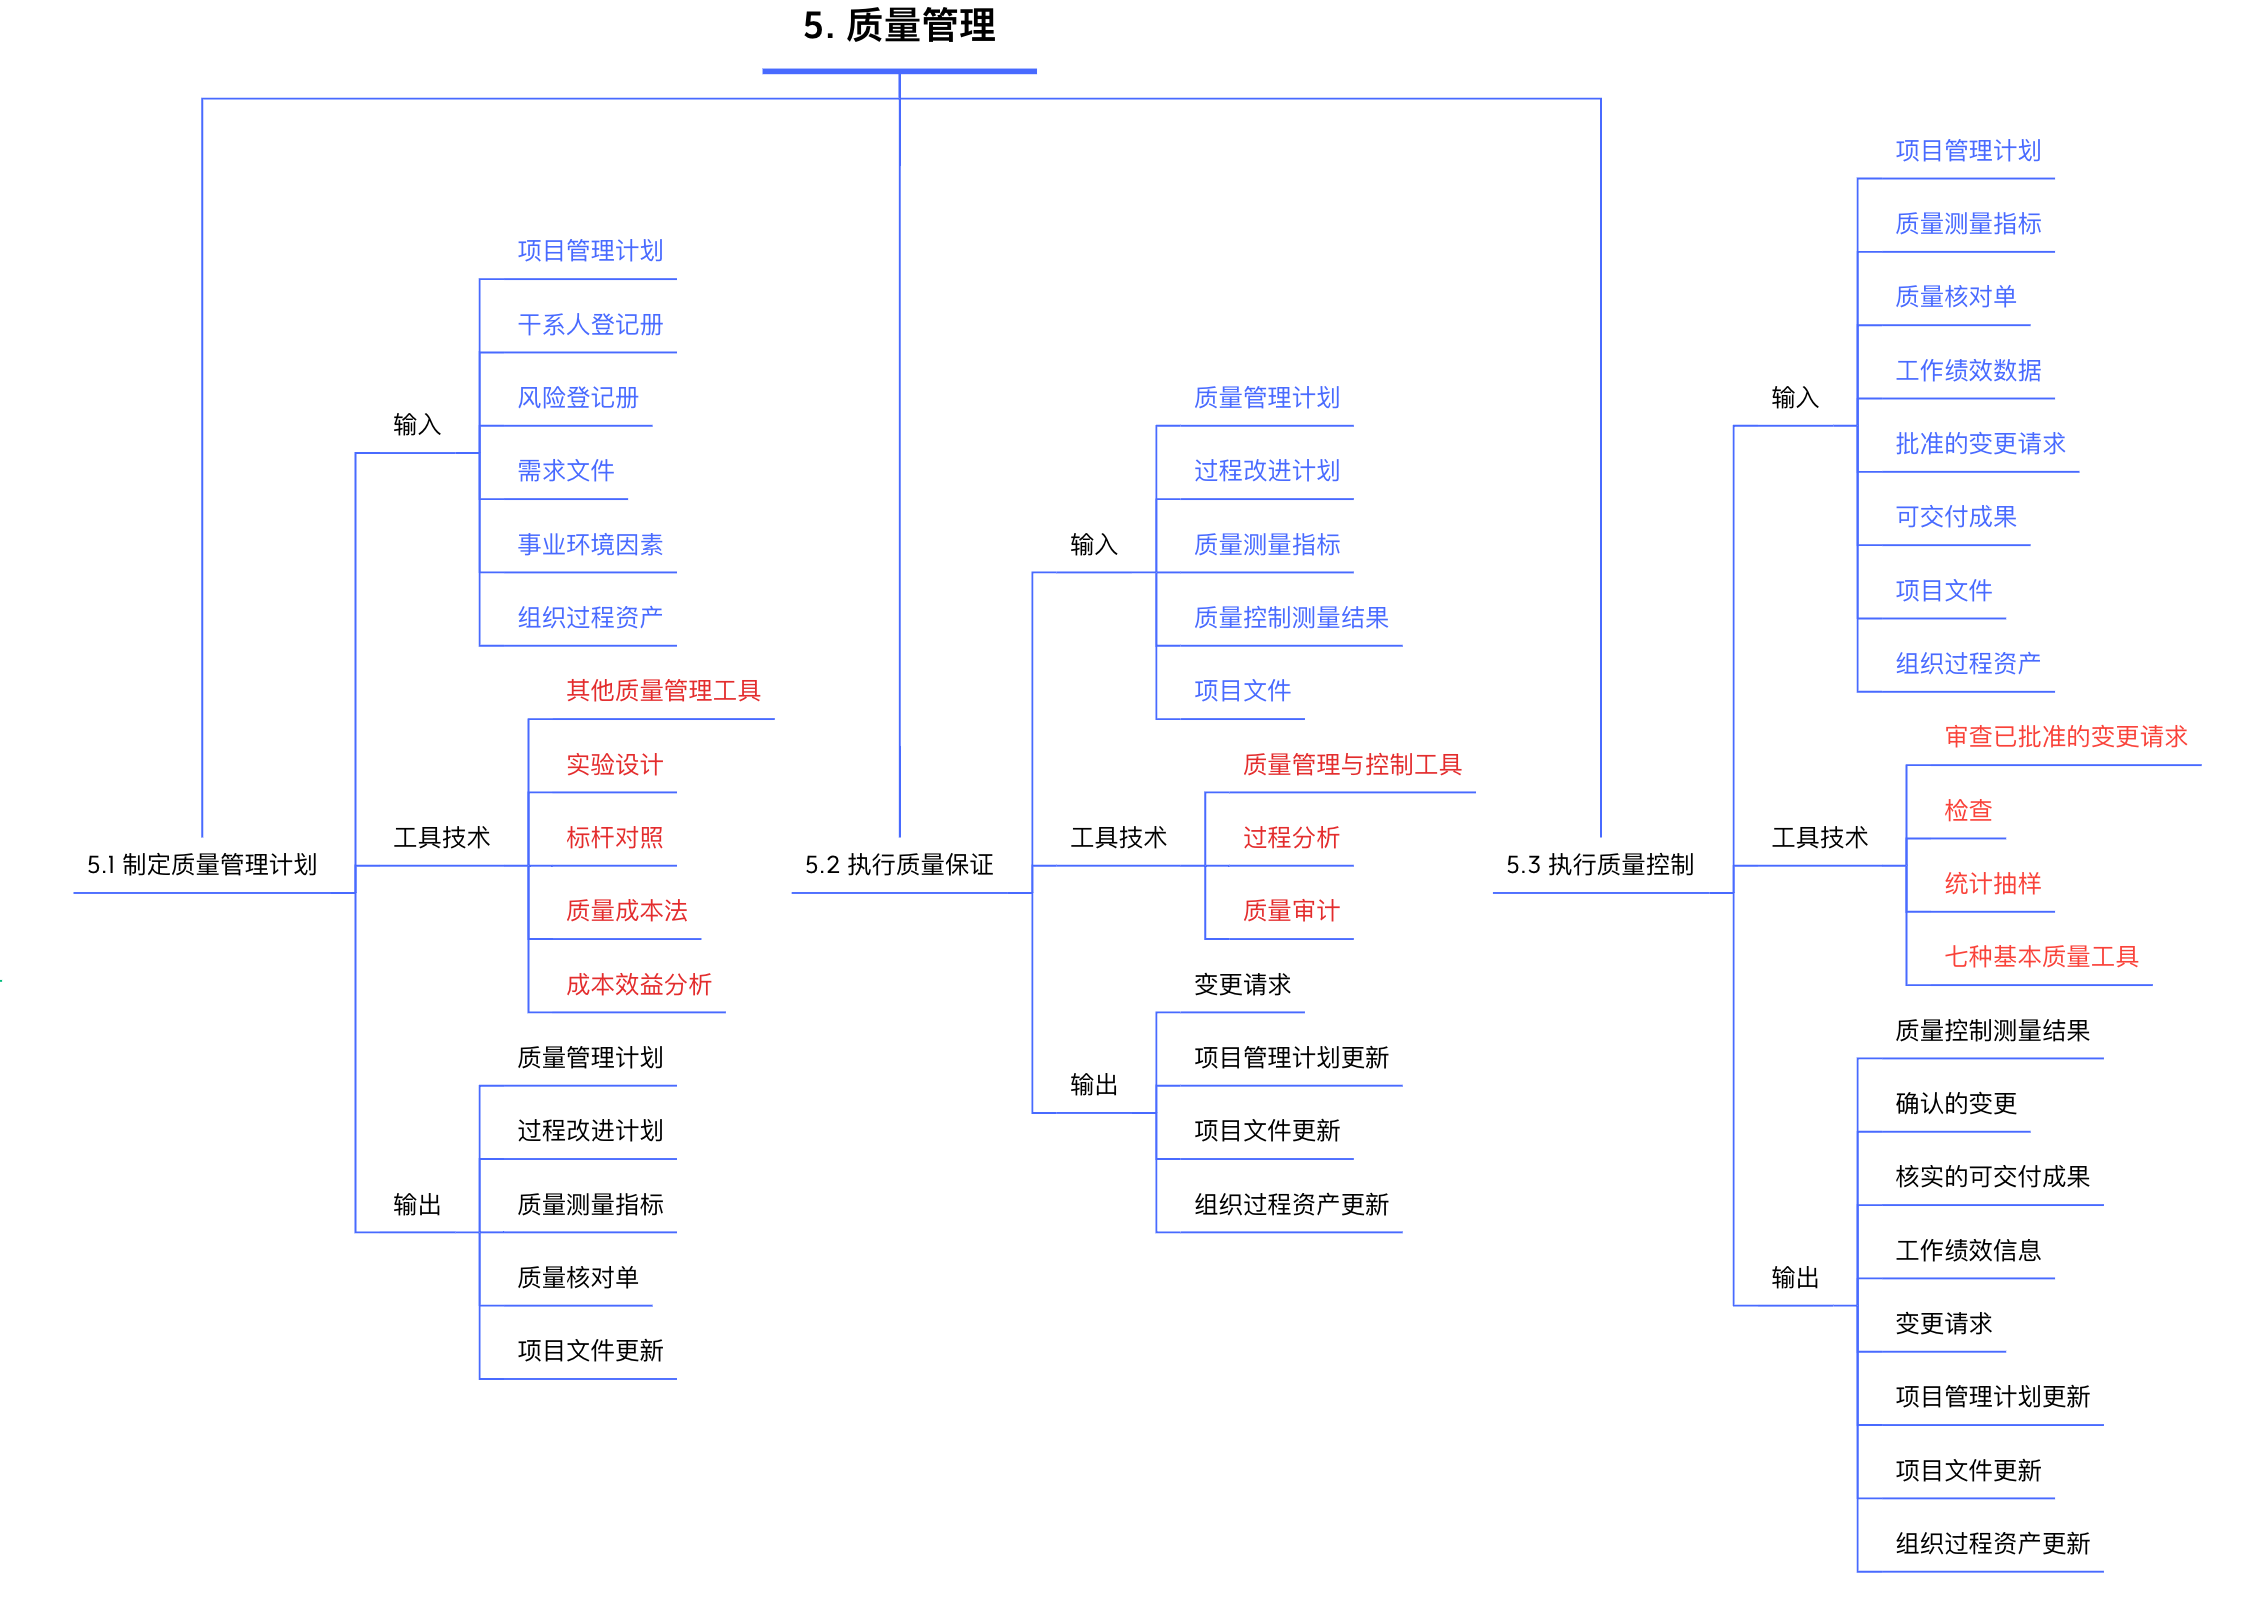 5. 质量管理
5.1 制定质量管理计划
输入
项目管理计划
干系人登记册
风险登记册
需求文件
事业环境因素
组织过程资产
工具技术
其他质量管理工具
实验设计
标杆对照
质量成本法
成本效益分析
输出
质量管理计划
过程改进计划
质量测量指标
质量核对单
项目文件更新
5.2 执行质量保证
输入
质量管理计划
过程改进计划
质量测量指标
质量控制测量结果
项目文件
工具技术
质量管理与控制工具
过程分析
质量审计
输出
变更请求
项目管理计划更新
项目文件更新
组织过程资产更新
5.3 执行质量控制
输入
项目管理计划
质量测量指标
质量核对单
工作绩效数据
批准的变更请求
可交付成果
项目文件
组织过程资产
工具技术
审查已批准的变更请求
检查
统计抽样
七种基本质量工具
输出
质量控制测量结果
确认的变更
核实的可交付成果
工作绩效信息
变更请求
项目管理计划更新
项目文件更新
组织过程资产更新